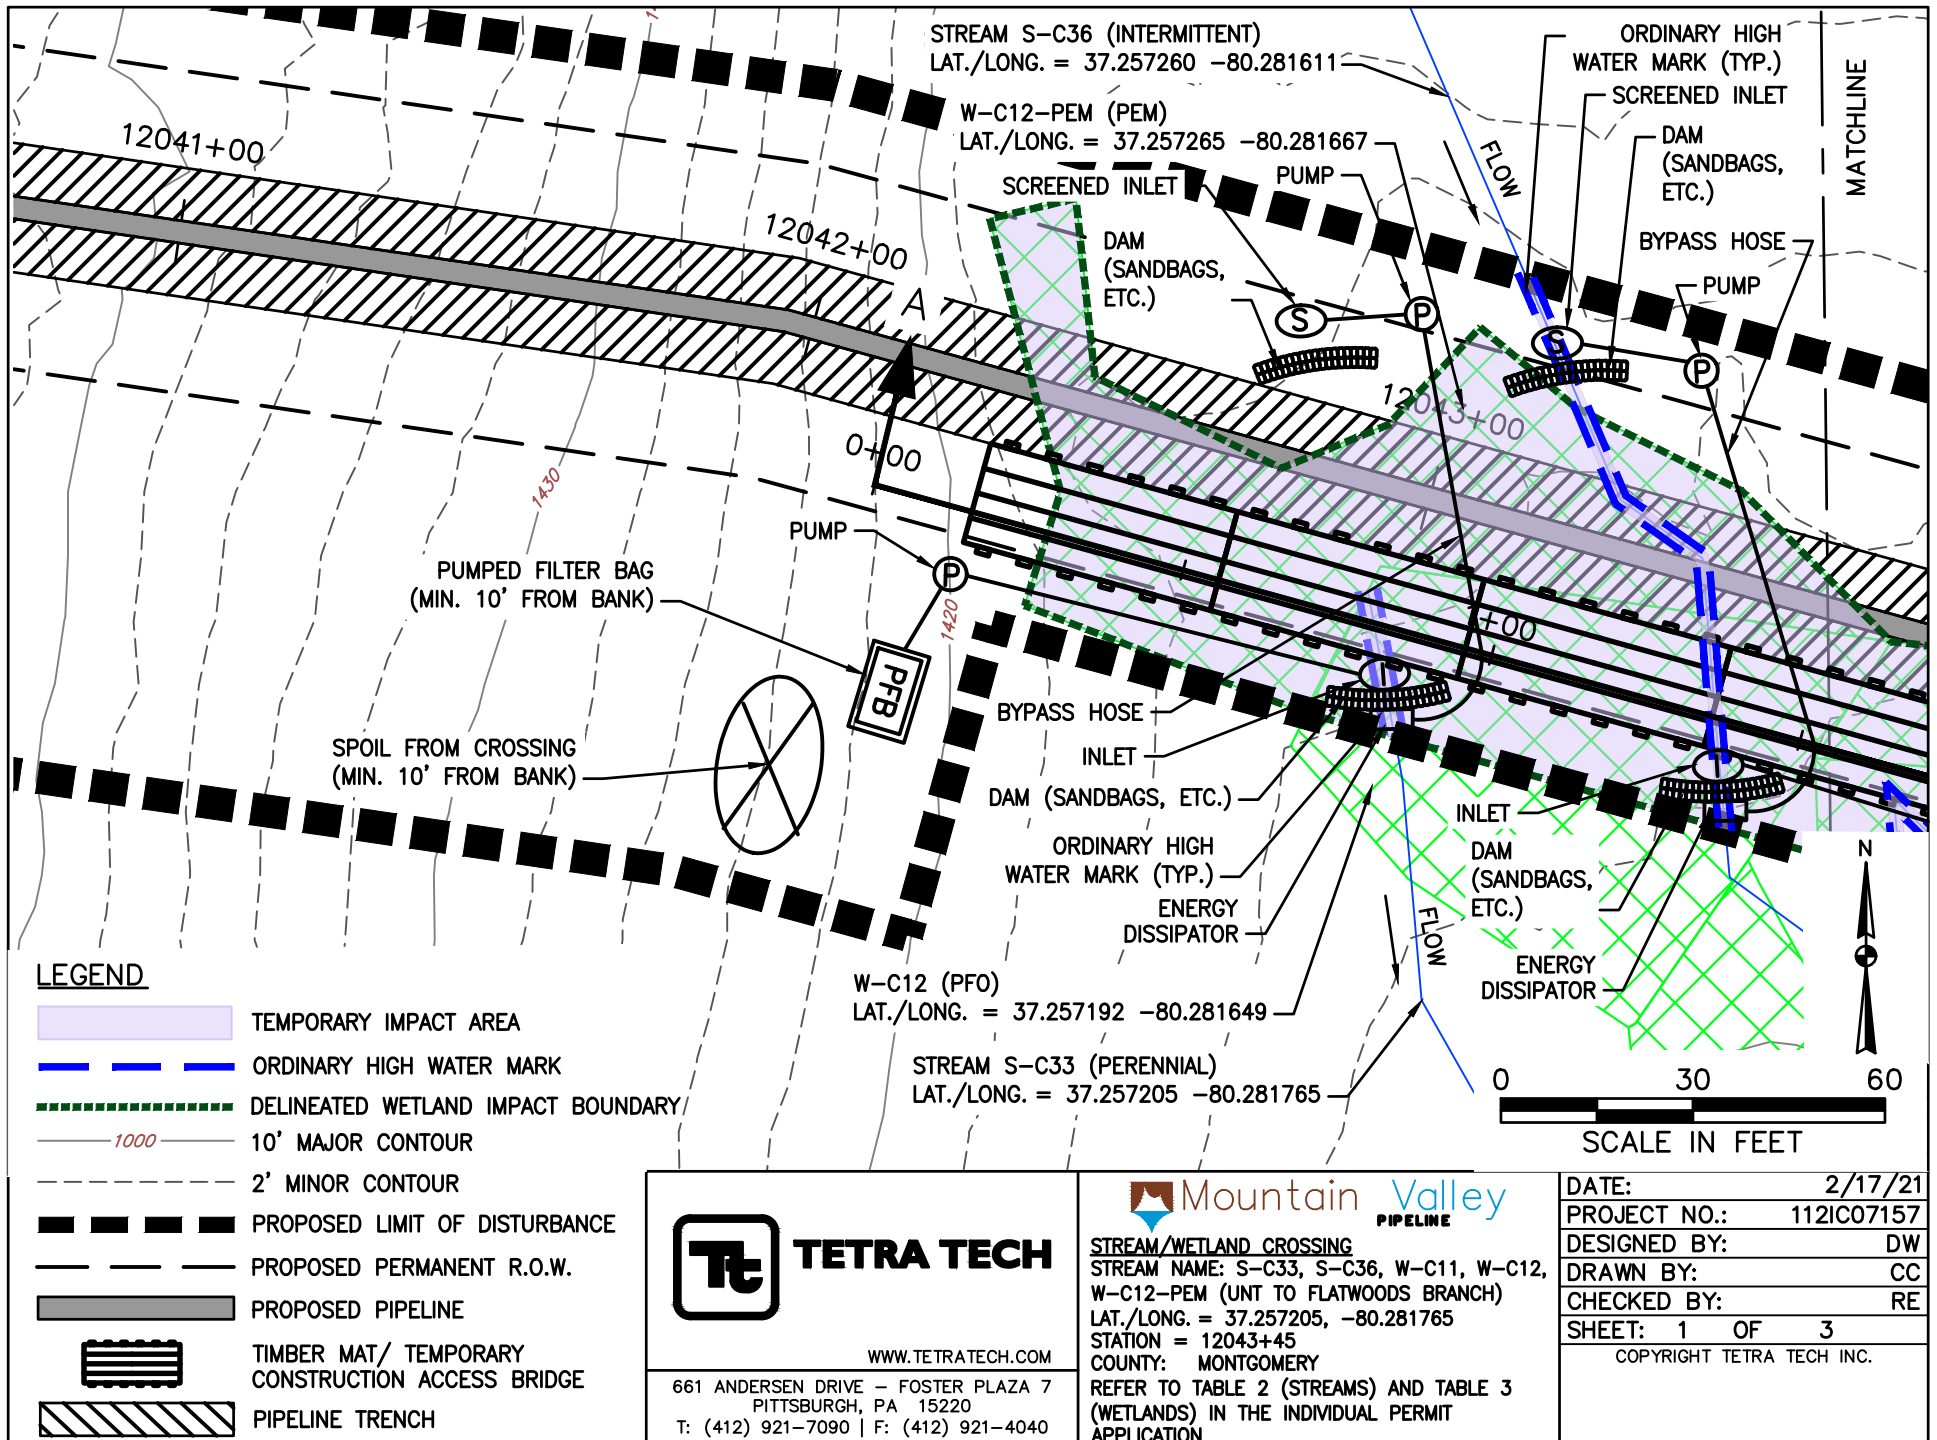 STREAM S-C36 (INTERMITTENT)
LAT./LONG. = 37.257260 -80.281611
W-C12-PEM (PEM)
LAT./LONG. = 37.257265 -80.281667
SCREENED INLET
PUMP
ORDINARY HIGH
WATER MARK (TYP.)
SCREENED INLET
DAM
(SANDBAGS,
ETC.)
MATCHLINE
FLOW
BYPASS HOSE
PUMP
12041+00
12042+00
DAM
(SANDBAGS,
ETC.)
S
P
S
P
A
12043+00
0+00
1430
PUMP
P
PUMPED FILTER BAG
(MIN. 10' FROM BANK)
1420
+00
PFB
BYPASS HOSE
SPOIL FROM CROSSING
(MIN. 10' FROM BANK)
INLET
DAM (SANDBAGS, ETC.)
INLET
ORDINARY HIGH
WATER MARK (TYP.)
DAM
(SANDBAGS,
ETC.)
N
ENERGY
DISSIPATOR
FLOW
ENERGY
DISSIPATOR
W-C12 (PFO)
LAT./LONG. = 37.257192 -80.281649
STREAM S-C33 (PERENNIAL)
LAT./LONG. = 37.257205 -80.281765
0 30 60
SCALE IN FEET
LEGEND
TEMPORARY IMPACT AREA
ORDINARY HIGH WATER MARK
DELINEATED WETLAND IMPACT BOUNDARY
1000
10' MAJOR CONTOUR
2' MINOR CONTOUR
PROPOSED LIMIT OF DISTURBANCE
PROPOSED PERMANENT R.O.W.
PROPOSED PIPELINE
TIMBER MAT/ TEMPORARY
CONSTRUCTION ACCESS BRIDGE
PIPELINE TRENCH
Tt
TETRA TECH
WWW.TETRATECH.COM
661 ANDERSEN DRIVE - FOSTER PLAZA 7
PITTSBURGH, PA 15220
T: (412) 921-7090 | F: (412) 921-4040
Mountain Valley
PIPELINE
STREAM/WETLAND CROSSING
STREAM NAME: S-C33, S-C36, W-C11, W-C12,
W-C12-PEM (UNT TO FLATWOODS BRANCH)
LAT./LONG. = 37.257205, -80.281765
STATION = 12043+45
COUNTY: MONTGOMERY
REFER TO TABLE 2 (STREAMS) AND TABLE 3
(WETLANDS) IN THE INDIVIDUAL PERMIT
APPLICATION
DATE: 2/17/21
PROJECT NO.: 112IC07157
DESIGNED BY: DW
DRAWN BY: CC
CHECKED BY: RE
SHEET: 1 OF 3
COPYRIGHT TETRA TECH INC.